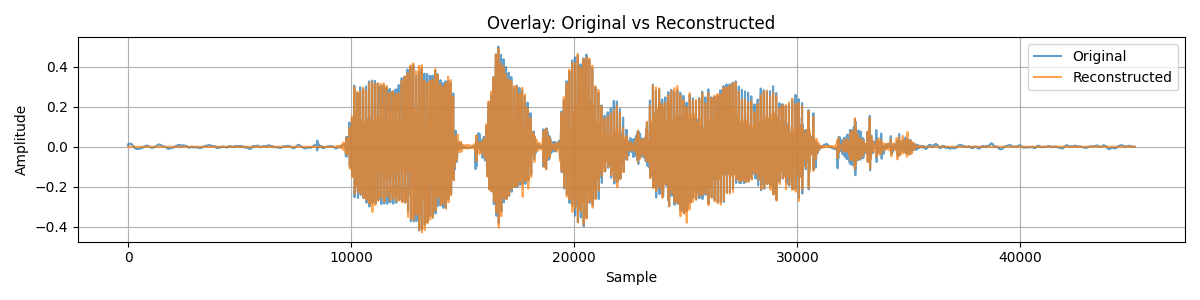 Overlay: Original vs Reconstructed
Original
Reconstructed
Amplitude
0.4
0.2
0.0
−0.2
−0.4
0 10000 20000 30000 40000
Sample